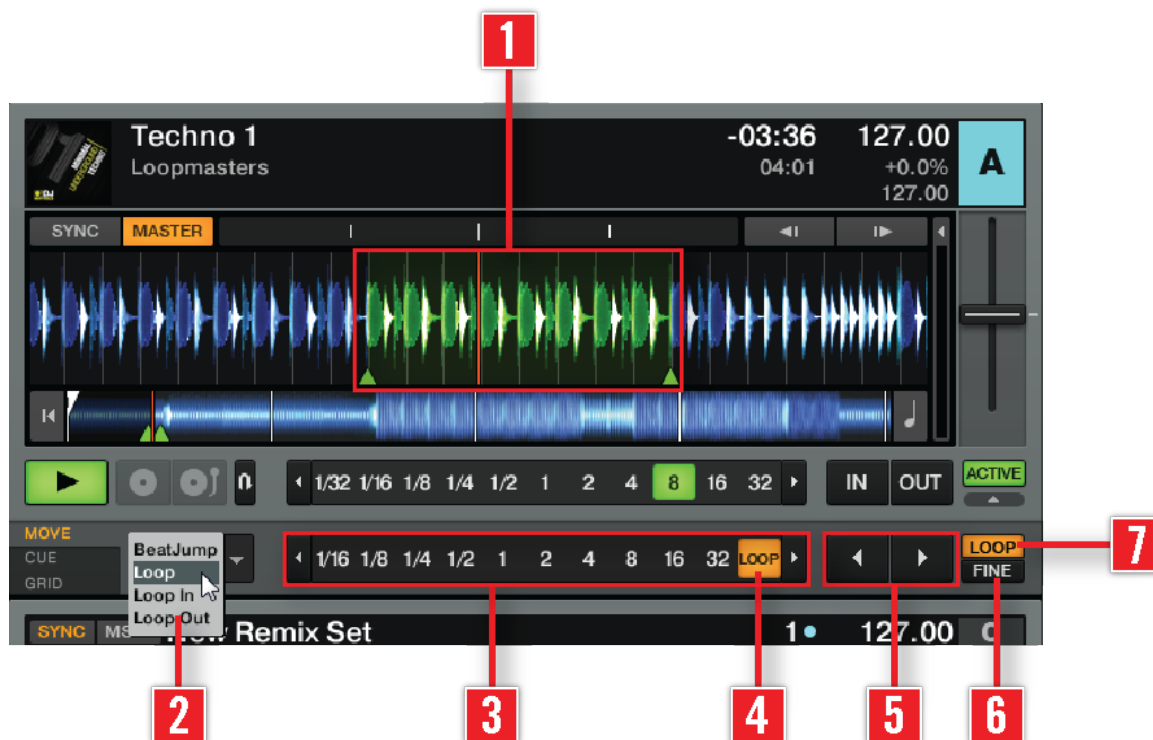 1
Techno 1
-03:36
127.00
A
Loopmasters
04:01
+0.0%
127.00
UNDERGROUND
TECHNO
SYNC
MASTER
1/32 1/16 1/8 1/4 1/2 1 2 4 8 16 32
IN
OUT
ACTIVE
MOVE
CUE
GRID
BeatJump
Loop
Loop In
Loop Out
1/16 1/8 1/4 1/2 1 2 4 8 16 32 LOOP
LOOP
FINE
7
SYNC
Remix Set
1
127.00
2
3
4
5
6